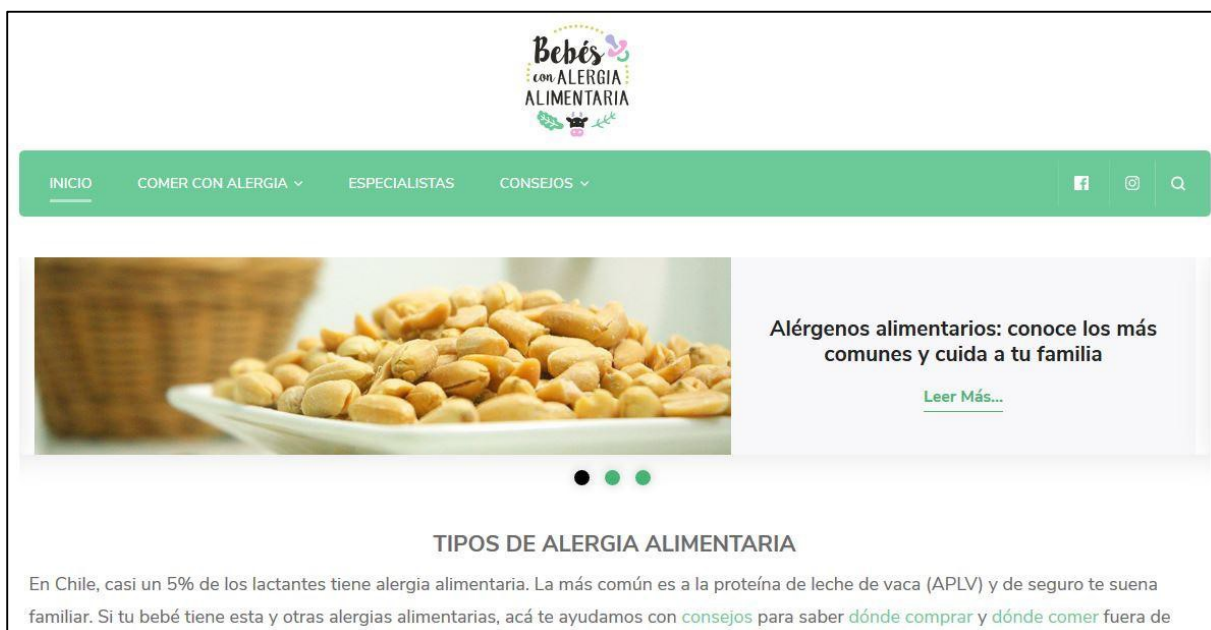 Bebés
con ALERGIA
ALIMENTARIA
INICIO COMER CON ALERGIA ESPECIALISTAS CONSEJOS
Alérgenos alimentarios: conoce los más
comunes y cuida a tu familia
Leer Más...
TIPOS DE ALERGIA ALIMENTARIA
En Chile, casi un 5% de los lactantes tiene alergia alimentaria. La más común es a la proteína de leche de vaca (APLV) y de seguro te suena
familiar. Si tu bebé tiene esta y otras alergias alimentarias, acá te ayudamos con consejos para saber dónde comprar y dónde comer fuera de